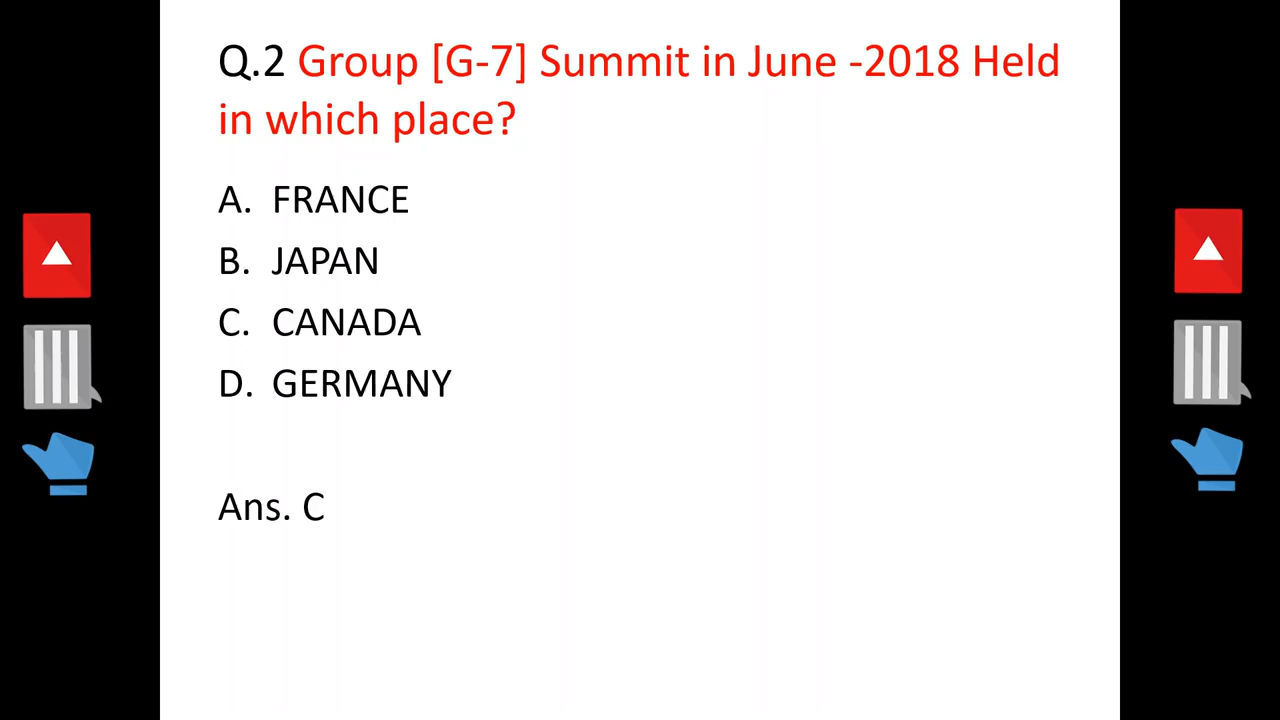 Q.2 Group [G-7] Summit in June -2018 Held
in which place?
A. FRANCE
B. JAPAN
C. CANADA
D. GERMANY
Ans. C